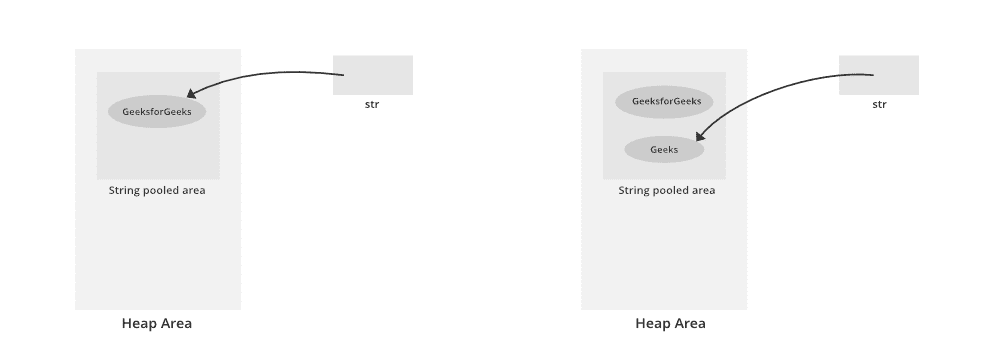 GeeksforGeeks
str
String pooled area
Heap Area
GeeksforGeeks
Geeks
str
String pooled area
Heap Area